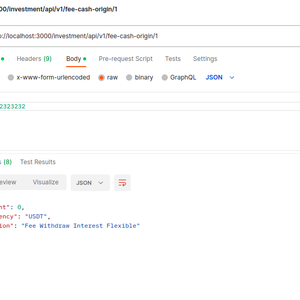 00/investment/api/v1/fee-cash-origin/1
p://localhost:3000/investment/api/v1/fee-cash-origin/1
Headers (9) Body Pre-request Script Tests Settings
x-www-form-urlencoded raw binary GraphQL JSON
2323232
(8) Test Results
eview Visualize JSON
nt": 0,
ency": "USDT",
ion": "Fee Withdraw Interest Flexible"